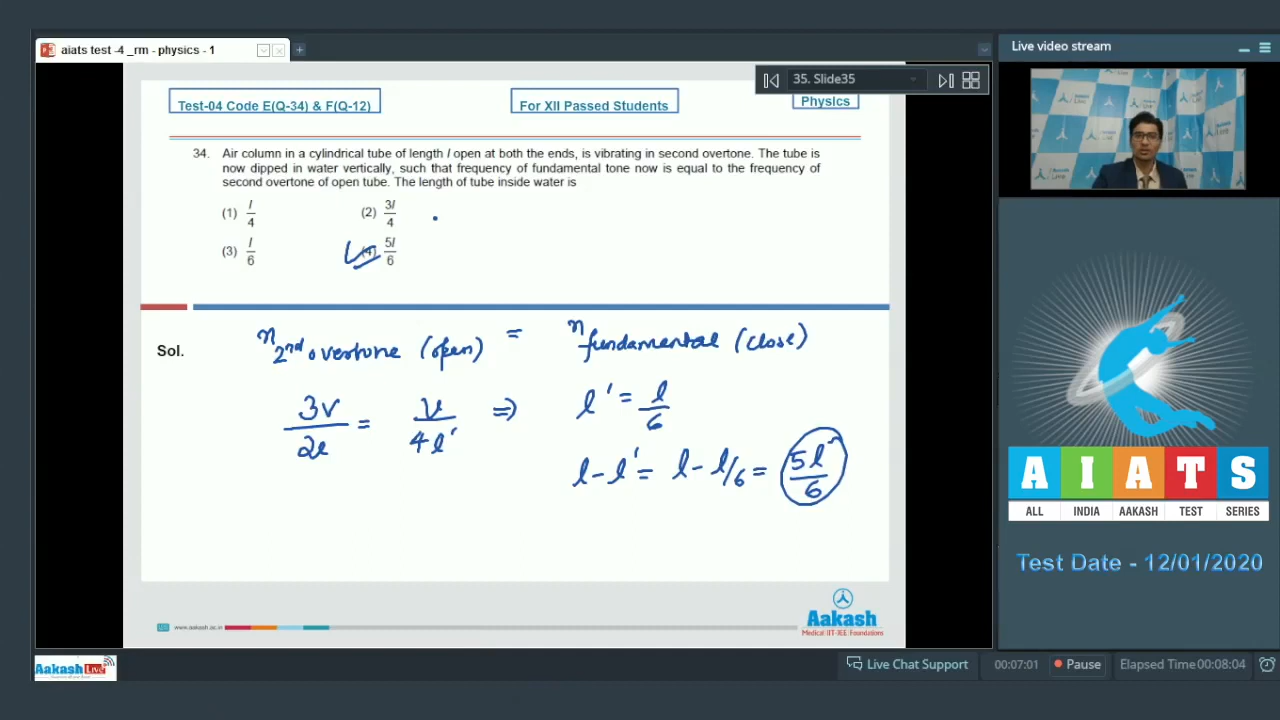 aiats test -4 _rm - physics - 1
Live video stream
35. Slide35
Test-04 Code E(Q-34) & F(Q-12)
For XII Passed Students
Physics
34. Air column in a cylindrical tube of length l open at both the ends, is vibrating in second overtone. The tube is
now dipped in water vertically, such that frequency of fundamental tone now is equal to the frequency of
second overtone of open tube. The length of tube inside water is
(1) l/4 (2) 3l/4
(3) l/6 (4) 5l/6
Sol.
n 2nd overtone (open) = n fundamental (close)
3v/2l = v/4l' ⇒ l' = l/6
l - l' = l - l/6 = 5l/6
www.aakash.ac.in
Aakash
Medical | IIT-JEE | Foundations
A I A T S
ALL INDIA AAKASH TEST SERIES
Test Date - 12/01/2020
Aakash Live
Live Chat Support
00:07:01
Pause
Elapsed Time 00:08:04